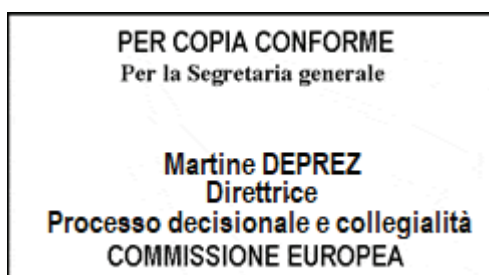 PER COPIA CONFORME
Per la Segretaria generale
Martine DEPREZ
Direttrice
Processo decisionale e collegialità
COMMISSIONE EUROPEA